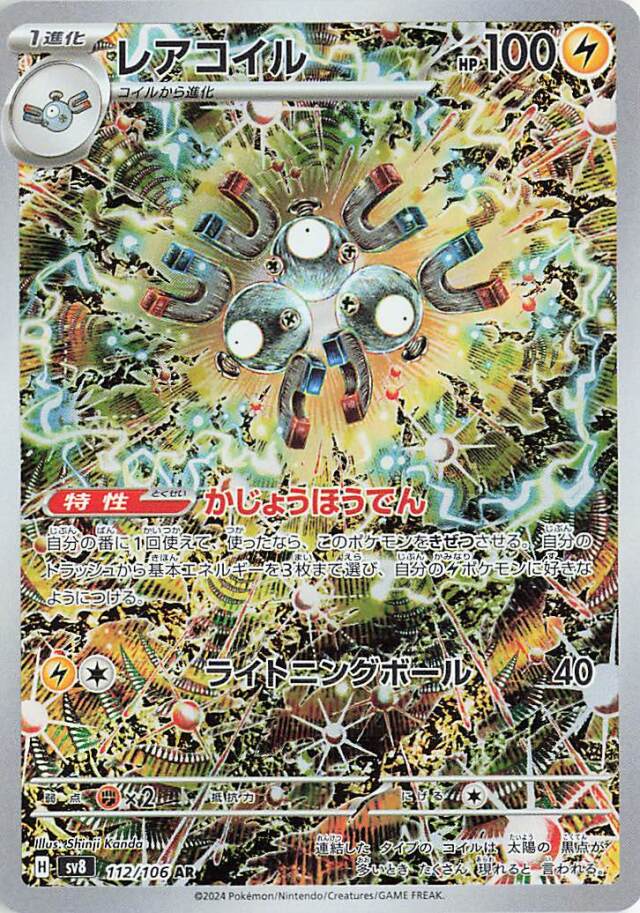 1進化
レアコイル
HP 100
コイルから進化
特性 かじょうほうでん
自分の番に1回使えて、使ったなら、このポケモンをきぜつさせる。自分の
トラッシュから基本エネルギーを3枚まで選び、自分のポケモンに好きな
ようにつける。
ライトニングボール 40
弱点 ×2 抵抗力 にげる
Illus. Shinji Kanda
H sv8 112/106 AR
連結した タイプの コイルは 太陽の 黒点が
多いとき たくさん 現れると 言われる。
©2024 Pokémon/Nintendo/Creatures/GAME FREAK.